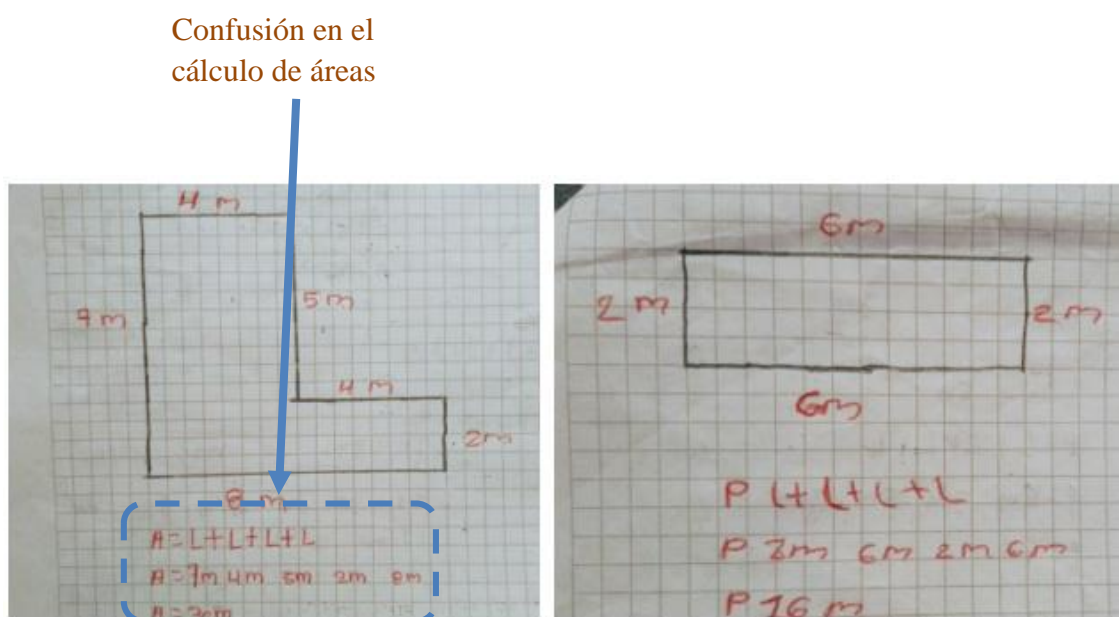 Confusión en el
cálculo de áreas
4 m
7 m
5 m
4 m
2m
8 m
A=L+L+L+L
A=7m 4m 5m 2m 8m
6m
2 m
2 m
6m
P L+L+L+L
P 2m 6m 2m 6m
P 16 m